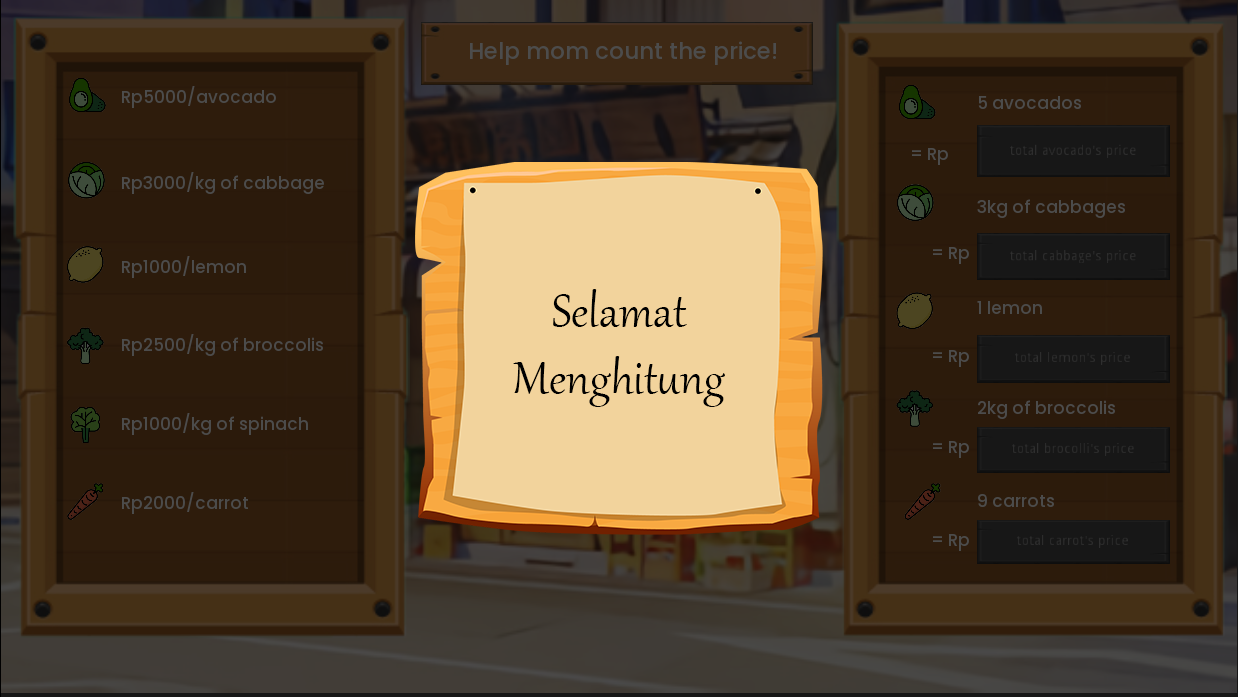 Help mom count the price!
Rp5000/avocado
Rp3000/kg of cabbage
Rp1000/lemon
Rp2500/kg of broccolis
Rp1000/kg of spinach
Rp2000/carrot
Selamat
Menghitung
5 avocados
= Rp total avocado's price
3kg of cabbages
= Rp total cabbage's price
1 lemon
= Rp total lemon's price
2kg of broccolis
= Rp total brocolli's price
9 carrots
= Rp total carrot's price